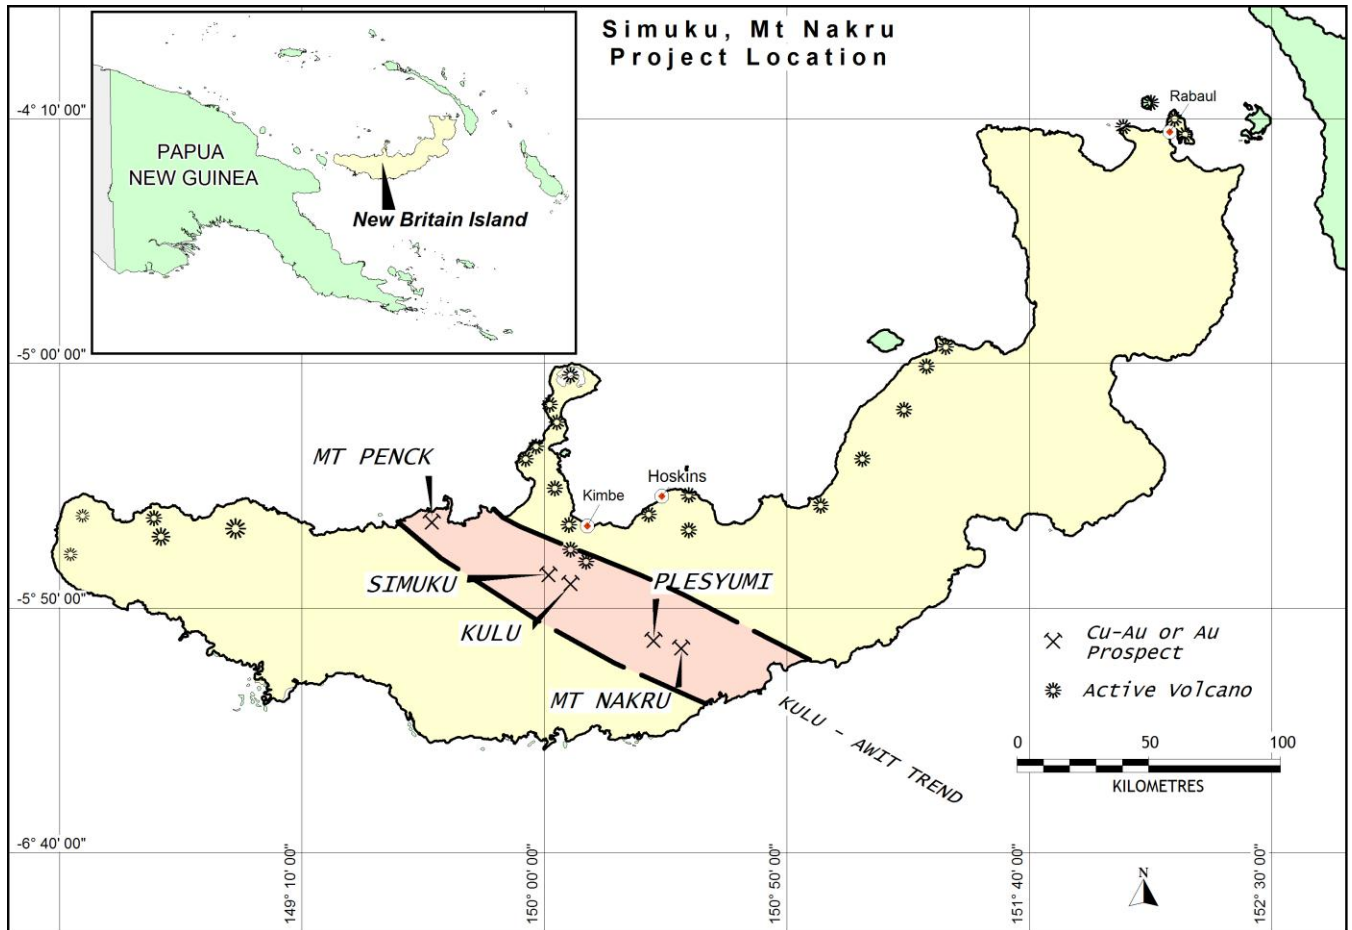 Simuku, Mt Nakru
Project Location
-4° 10' 00"
Rabaul
PAPUA
NEW GUINEA
New Britain Island
-5° 00' 00"
MT PENCK
Hoskins
Kimbe
SIMUKU
PLESYUMI
-5° 50' 00"
KULU
Cu-Au or Au
Prospect
MT NAKRU
Active Volcano
KULU - AWIT TREND
0 50 100
KILOMETRES
-6° 40' 00"
149° 10' 00"
150° 00' 00"
150° 50' 00"
151° 40' 00"
152° 30' 00"
N